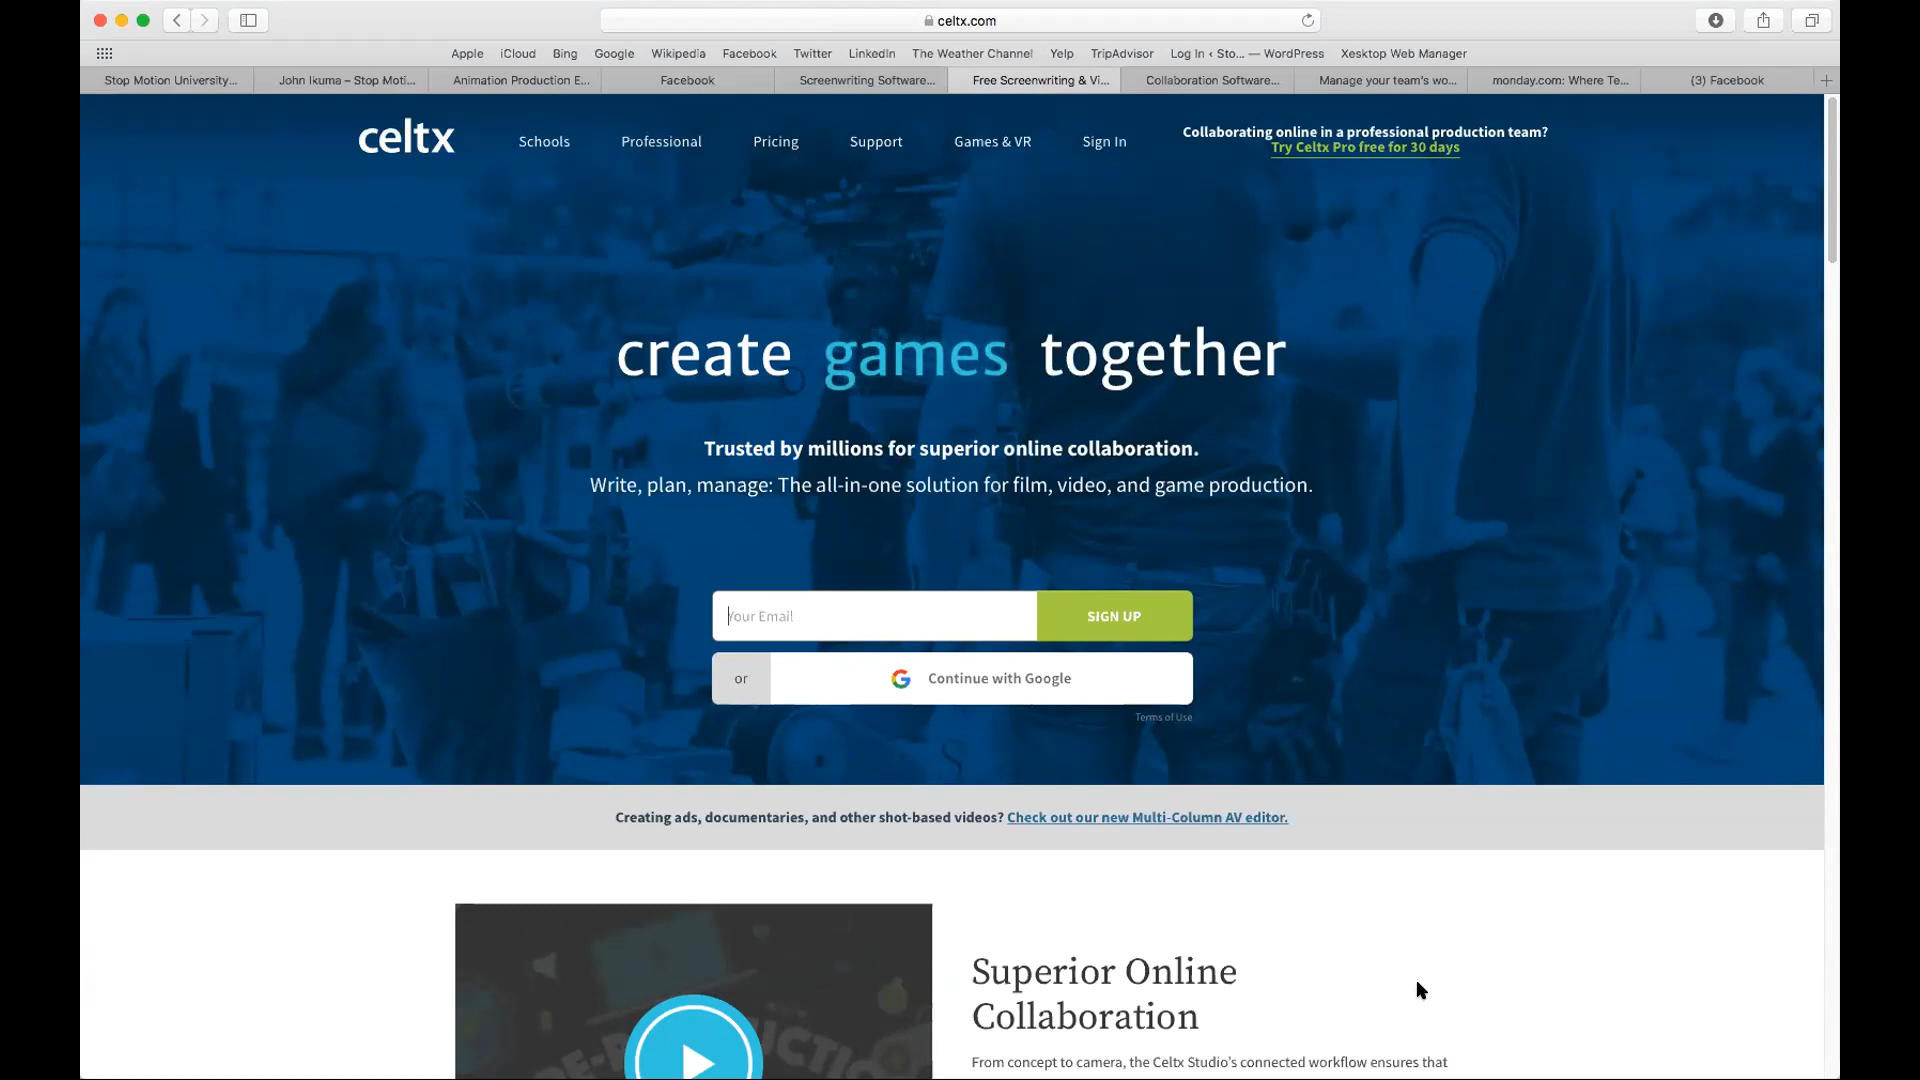 celtx.com
Apple iCloud Bing Google Wikipedia Facebook Twitter LinkedIn The Weather Channel Yelp TripAdvisor Log In ‹ Sto... — WordPress Xesktop Web Manager
Stop Motion University... John Ikuma – Stop Moti... Animation Production E... Facebook Screenwriting Software... Free Screenwriting & Vi... Collaboration Software... Manage your team's wo... monday.com: Where Te... (3) Facebook
celtx Schools Professional Pricing Support Games & VR Sign In
Collaborating online in a professional production team?
Try Celtx Pro free for 30 days
create games together
Trusted by millions for superior online collaboration.
Write, plan, manage: The all-in-one solution for film, video, and game production.
Your Email SIGN UP
or Continue with Google
Terms of Use
Creating ads, documentaries, and other shot-based videos? Check out our new Multi-Column AV editor.
Superior Online
Collaboration
From concept to camera, the Celtx Studio's connected workflow ensures that